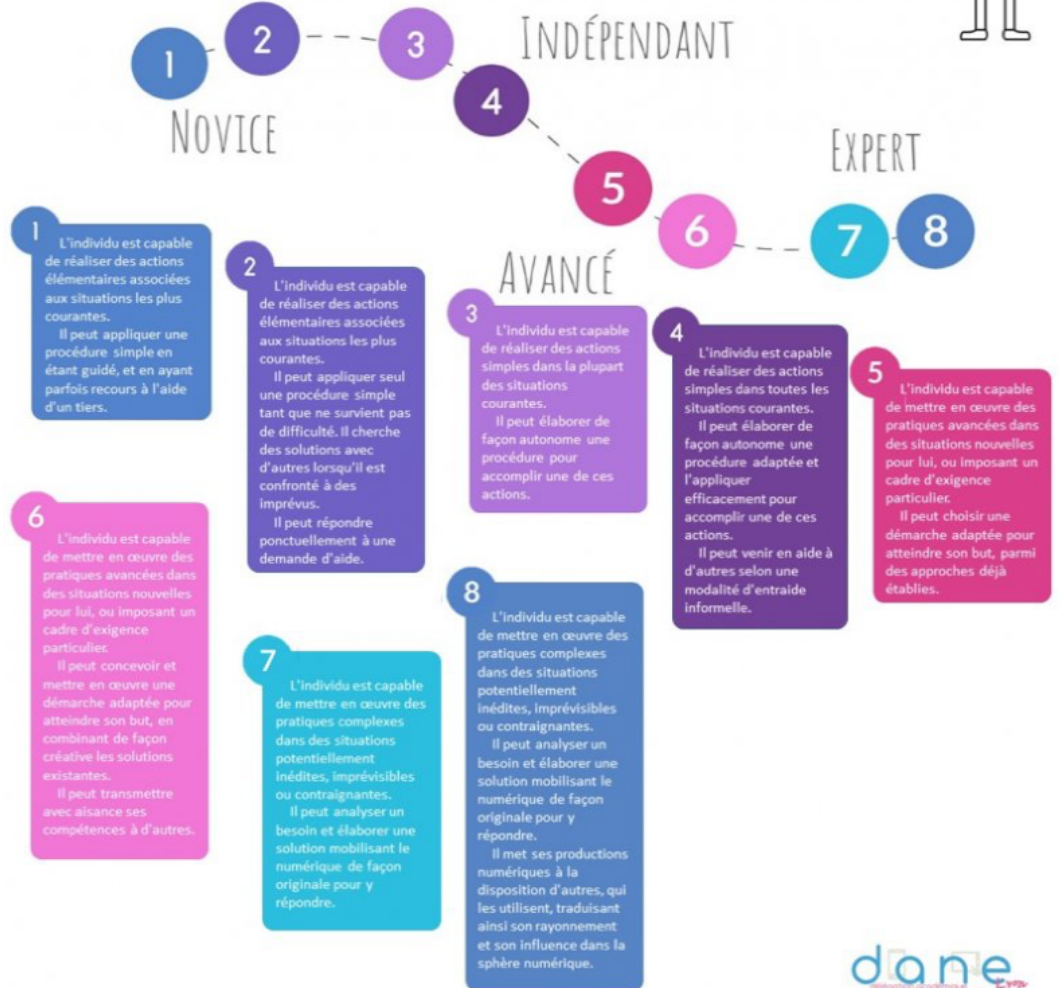 1
2
3
4
5
6
7
8
NOVICE
INDÉPENDANT
AVANCÉ
EXPERT
1
L'individu est capable
de réaliser des actions
élémentaires associées
aux situations les plus
courantes.
Il peut appliquer une
procédure simple en
étant guidé, et en ayant
parfois recours à l'aide
d'un tiers.
2
L'individu est capable
de réaliser des actions
élémentaires associées
aux situations les plus
courantes.
Il peut appliquer seul
une procédure simple
tant que ne survient pas
de difficulté. Il cherche
des solutions avec
d'autres lorsqu'il est
confronté à des
imprévus.
Il peut répondre
ponctuellement à une
demande d'aide.
3
L'individu est capable
de réaliser des actions
simples dans la plupart
des situations
courantes.
Il peut élaborer de
façon autonome une
procédure pour
accomplir une de ces
actions.
4
L'individu est capable
de réaliser des actions
simples dans toutes les
situations courantes.
Il peut élaborer de
façon autonome une
procédure adaptée et
l'appliquer
efficacement pour
accomplir une de ces
actions.
Il peut venir en aide à
d'autres selon une
modalité d'entraide
informelle.
5
L'individu est capable
de mettre en œuvre des
pratiques avancées dans
des situations nouvelles
pour lui, ou imposant un
cadre d'exigence
particulier.
Il peut choisir une
démarche adaptée pour
atteindre son but, parmi
des approches déjà
établies.
6
L'individu est capable
de mettre en œuvre des
pratiques avancées dans
des situations nouvelles
pour lui, ou imposant un
cadre d'exigence
particulier.
Il peut concevoir et
mettre en œuvre une
démarche adaptée pour
atteindre son but, en
combinant de façon
créative les solutions
existantes.
Il peut transmettre
avec aisance ses
compétences à d'autres.
7
L'individu est capable
de mettre en œuvre des
pratiques complexes
dans des situations
potentiellement
inédites, imprévisibles
ou contraignantes.
Il peut analyser un
besoin et élaborer une
solution mobilisant le
numérique de façon
originale pour y
répondre.
8
L'individu est capable
de mettre en œuvre des
pratiques complexes
dans des situations
potentiellement
inédites, imprévisibles
ou contraignantes.
Il peut analyser un
besoin et élaborer une
solution mobilisant le
numérique de façon
originale pour y
répondre.
Il met ses productions
numériques à la
disposition d'autres, qui
les utilisent, traduisant
ainsi son rayonnement
et son influence dans la
sphère numérique.
dane